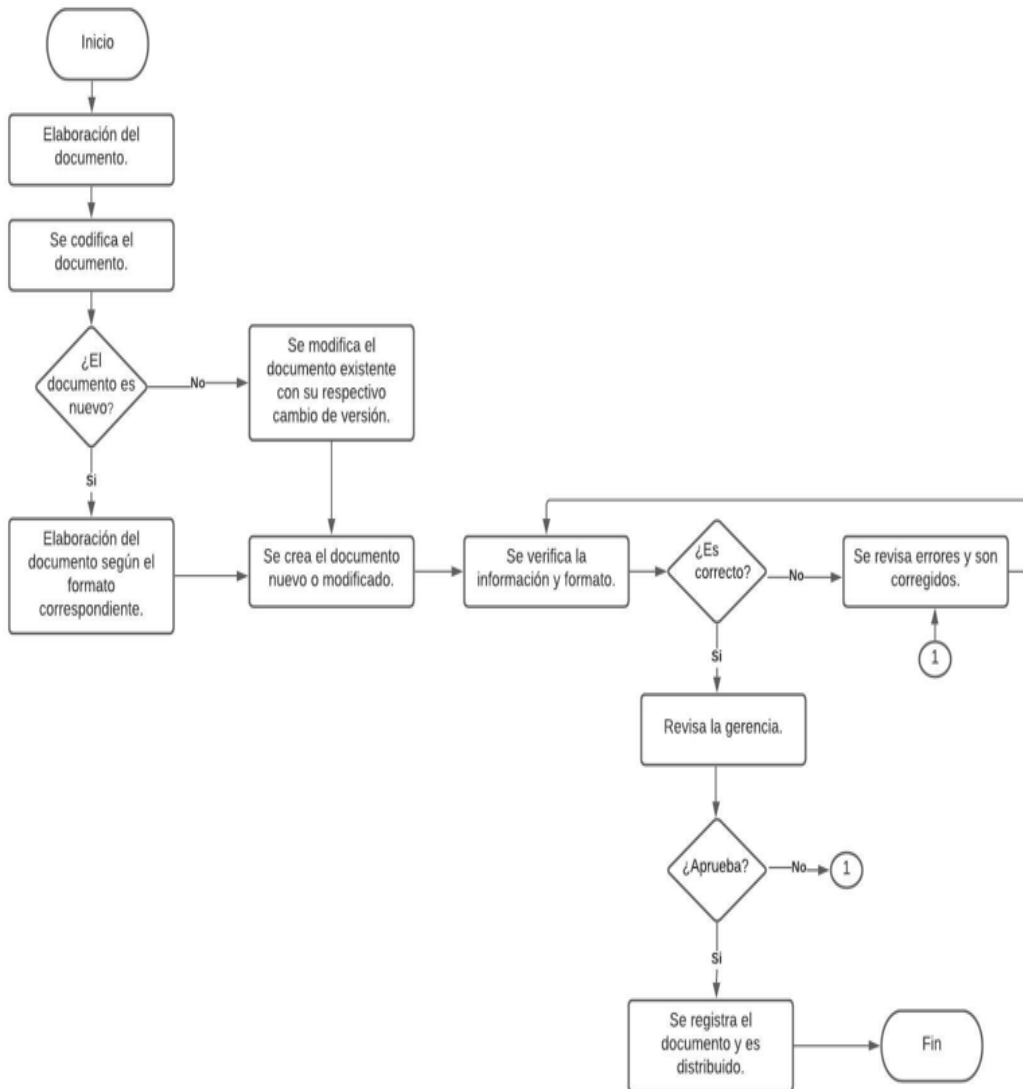 Inicio
Elaboración del
documento.
Se codifica el
documento.
¿El
documento es
nuevo?
No
Se modifica el
documento existente
con su respectivo
cambio de versión.
Si
Elaboración del
documento según el
formato
correspondiente.
Se crea el documento
nuevo o modificado.
Se verifica la
información y formato.
¿Es
correcto?
No
Se revisa errores y son
corregidos.
1
Si
Revisa la gerencia.
¿Aprueba?
No
1
Si
Se registra el
documento y es
distribuido.
Fin